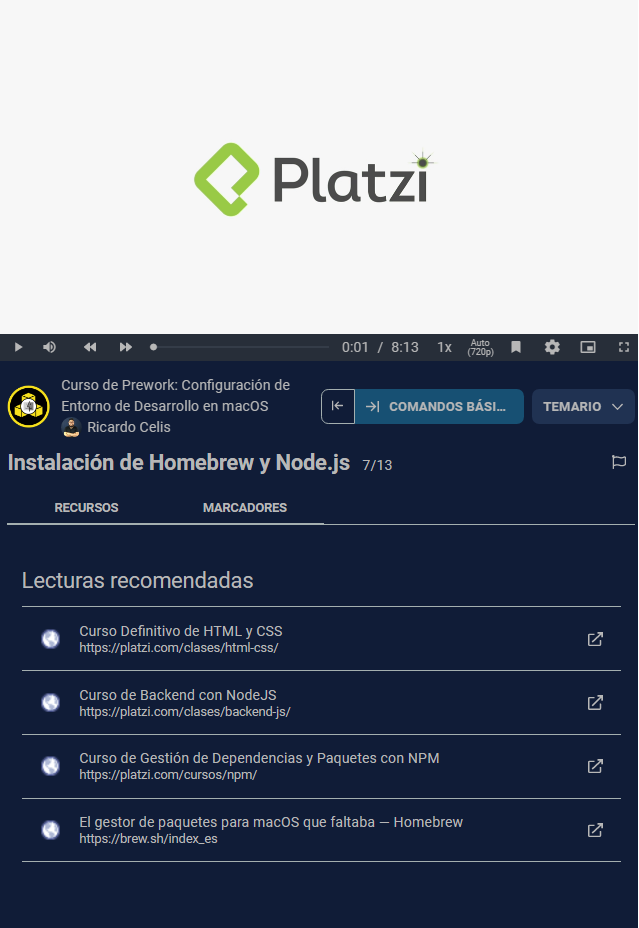 Platzi
0:01 / 8:13 1x Auto (720p)
Curso de Prework: Configuración de
Entorno de Desarrollo en macOS
Ricardo Celis
COMANDOS BÁSI...
TEMARIO
Instalación de Homebrew y Node.js 7/13
RECURSOS MARCADORES
Lecturas recomendadas
Curso Definitivo de HTML y CSS
https://platzi.com/clases/html-css/
Curso de Backend con NodeJS
https://platzi.com/clases/backend-js/
Curso de Gestión de Dependencias y Paquetes con NPM
https://platzi.com/cursos/npm/
El gestor de paquetes para macOS que faltaba — Homebrew
https://brew.sh/index_es